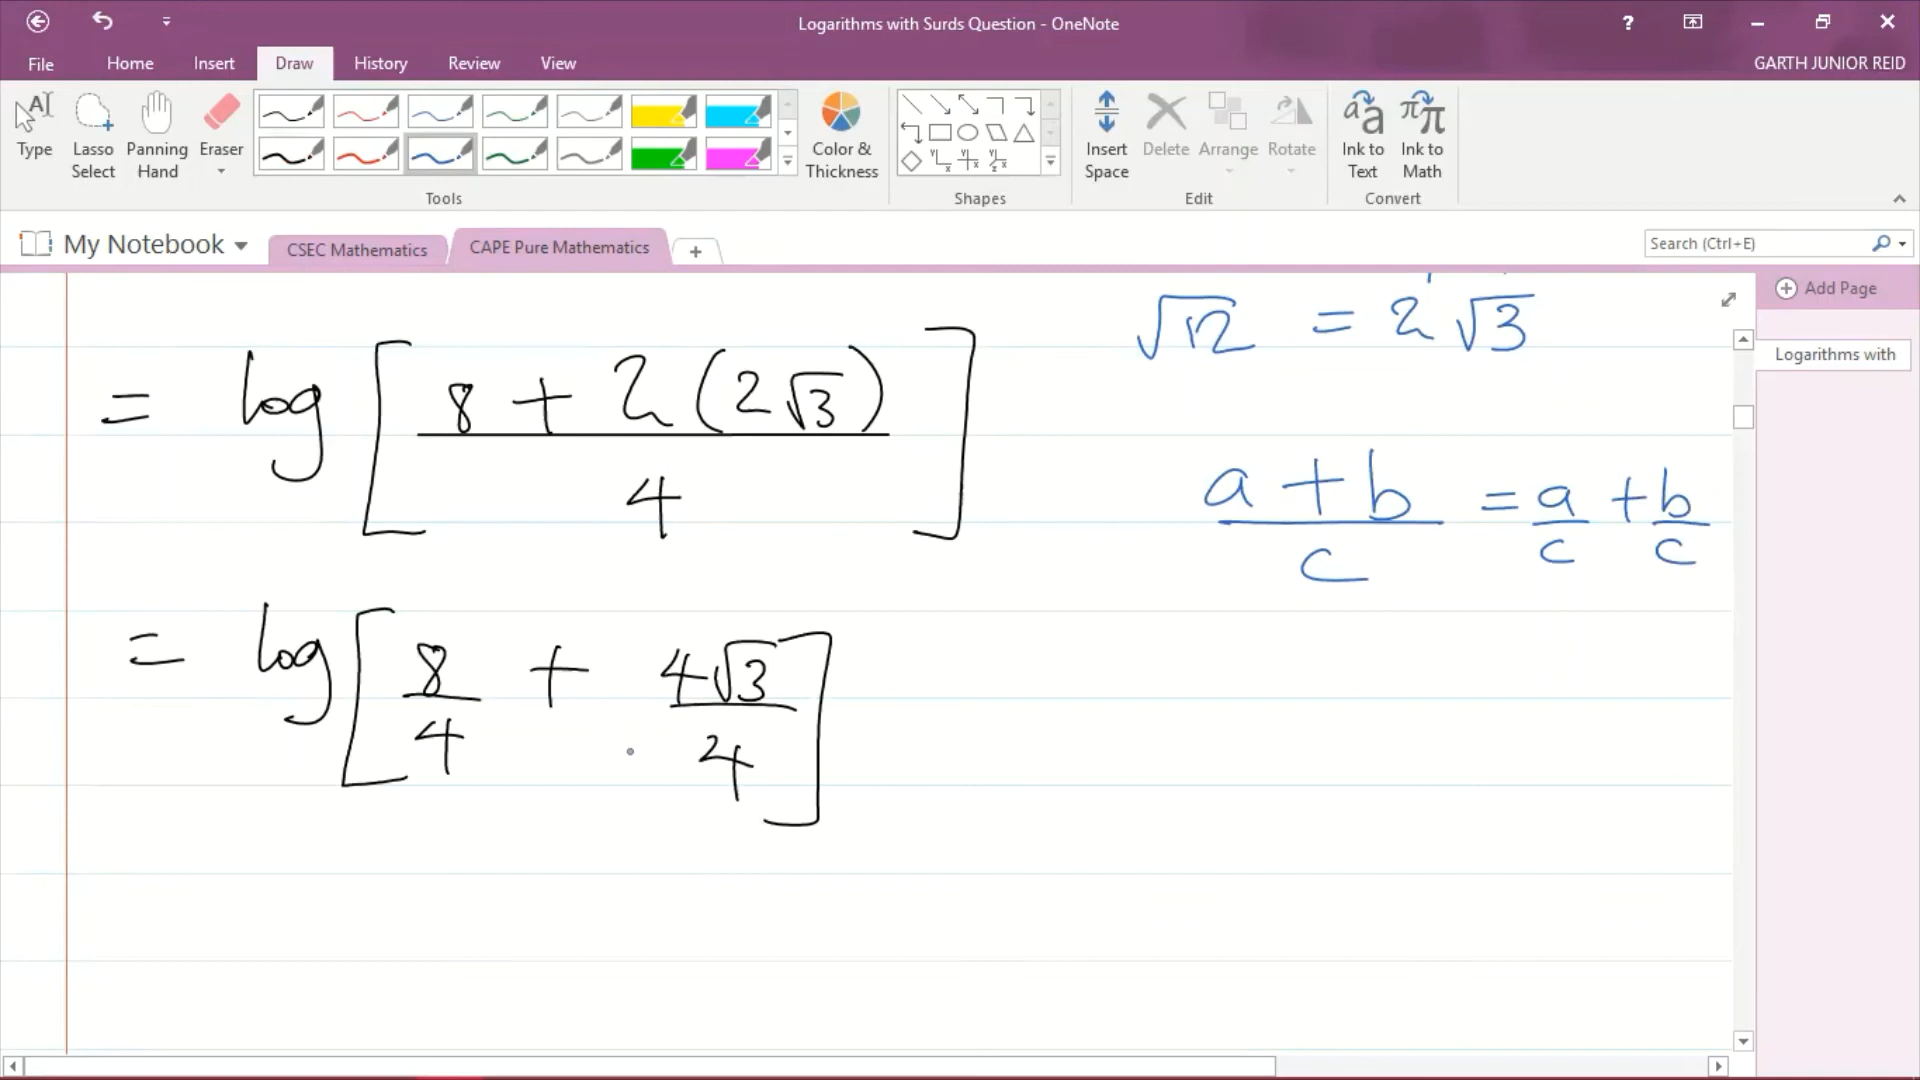 Logarithms with Surds Question - OneNote
?
File Home Insert Draw History Review View
GARTH JUNIOR REID
Type
Lasso Select
Panning Hand
Eraser
Color & Thickness
Insert Space
Delete
Arrange
Rotate
Ink to Text
Ink to Math
Tools
Shapes
Edit
Convert
My Notebook
CSEC Mathematics
CAPE Pure Mathematics
+
Search (Ctrl+E)
Add Page
Logarithms with
√12 = 2√3
= log [ (8 + 2(2√3)) / 4 ]
(a + b) / c = a/c + b/c
= log [ 8/4 + 4√3/4 ]